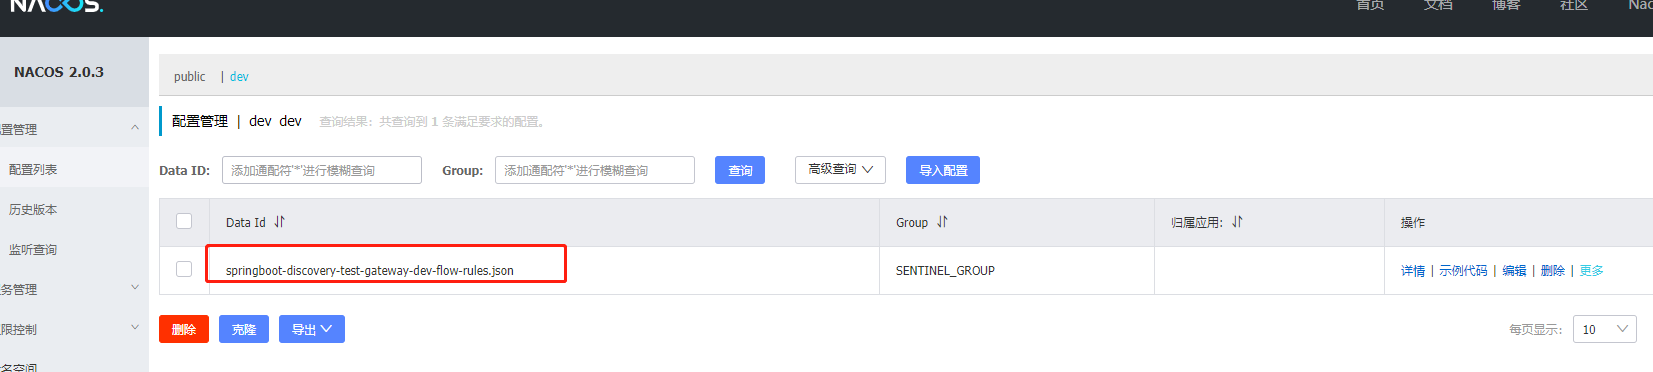 NACOS.
首页 文档 博客 社区 Nac
NACOS 2.0.3
public | dev
配置管理 | dev dev 查询结果：共查询到 1 条满足要求的配置。
置管理
配置列表
历史版本
监听查询
务管理
限控制
名空间
Data ID: 添加通配符'*'进行模糊查询 Group: 添加通配符'*'进行模糊查询 查询 高级查询 导入配置
Data Id Group 归属应用: 操作
springboot-discovery-test-gateway-dev-flow-rules.json SENTINEL_GROUP 详情 | 示例代码 | 编辑 | 删除 | 更多
删除 克隆 导出 每页显示: 10